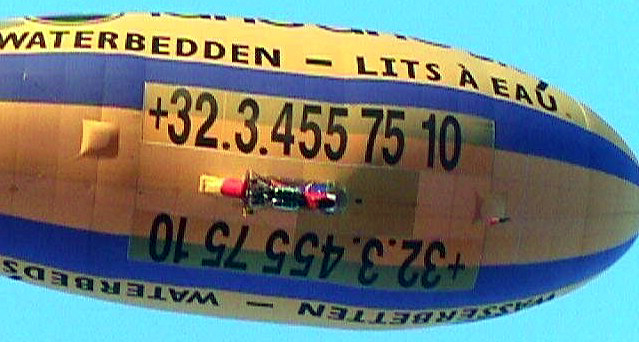 WATERBEDDEN – LITS À EAU
+32.3.455 75 10
+32.3.455 75 10
WASSERBETTEN – WATERBEDS